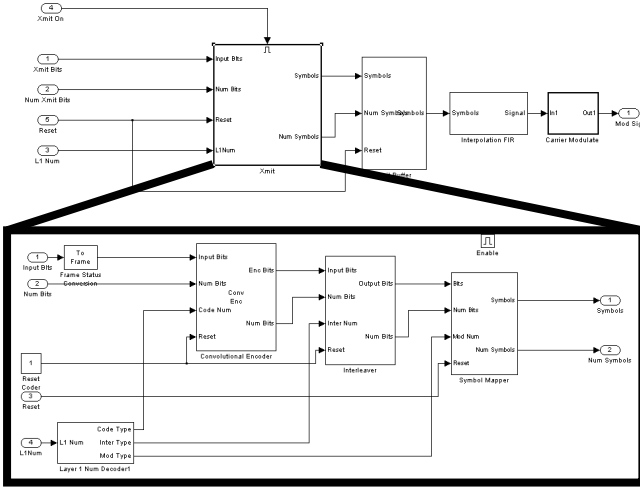 4
Xmit On
1
Xmit Bits
2
Num Xmit Bits
5
Reset
3
L1 Num
Input Bits
Num Bits
Reset
L1Num
Symbols
Num Symbols
Xmit
Symbols
Num Symbols
Symbols
Reset
Buffer
Symbols
Signal
Interpolation FIR
In1
Out1
Carrier Modulate
1
Mod Sig
Enable
1
Input Bits
To
Frame
Frame Status
Conversion
2
Num Bits
Input Bits
Num Bits
Code Num
Reset
Conv
Enc
Enc Bits
Num Bits
Convolutional Encoder
Input Bits
Num Bits
Inter Num
Reset
Output Bits
Num Bits
Interleaver
Bits
Num Bits
Mod Num
Reset
Symbols
Num Symbols
Symbol Mapper
1
Symbols
2
Num Symbols
1
Reset
Coder
3
Reset
4
L1Num
L1 Num
Code Type
Inter Type
Mod Type
Layer 1 Num Decoder1